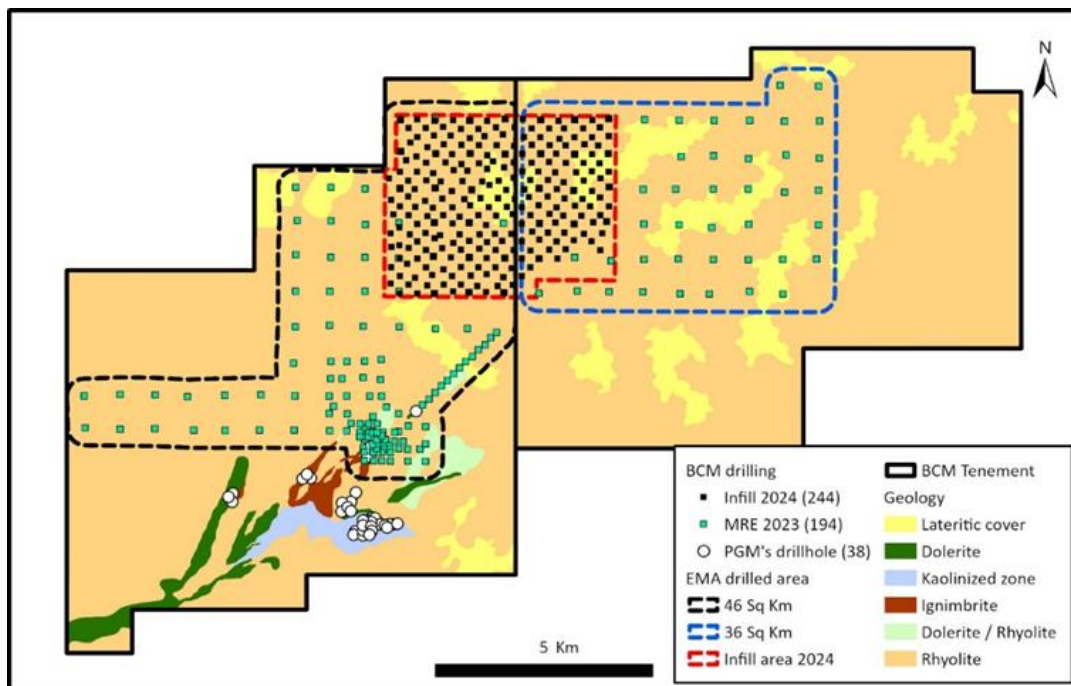 N
BCM drilling
Infill 2024 (244)
MRE 2023 (194)
PGM's drillhole (38)
EMA drilled area
46 Sq Km
36 Sq Km
Infill area 2024
BCM Tenement
Geology
Lateritic cover
Dolerite
Kaolinized zone
Ignimbrite
Dolerite / Rhyolite
Rhyolite
5 Km